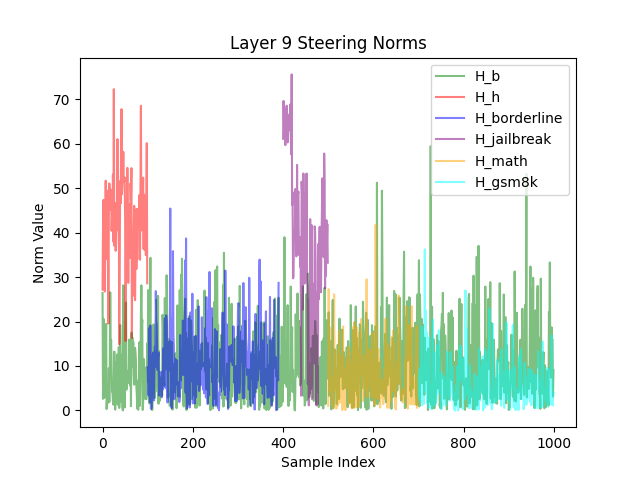 Layer 9 Steering Norms
H_b
H_h
H_borderline
H_jailbreak
H_math
H_gsm8k
Norm Value
70
60
50
40
30
20
10
0
0 200 400 600 800 1000
Sample Index